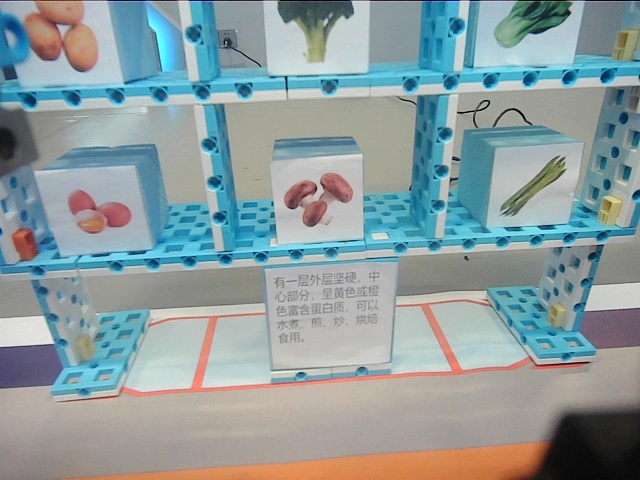 有一层外层坚硬，中
心部分，呈黄色或橙
色富含蛋白质，可以
水煮、煎、炒、烘焙
食用。